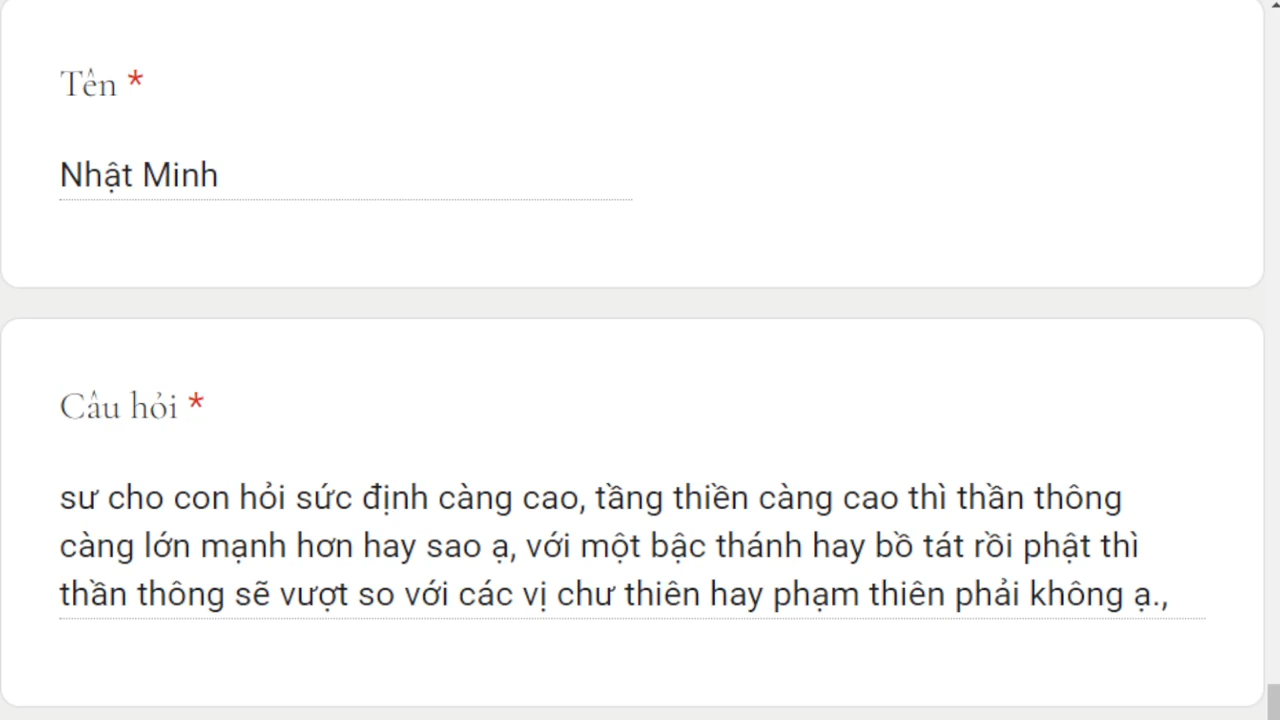 Tên *
Nhật Minh
Câu hỏi *
sư cho con hỏi sức định càng cao, tầng thiền càng cao thì thần thông
càng lớn mạnh hơn hay sao ạ, với một bậc thánh hay bồ tát rồi phật thì
thần thông sẽ vượt so với các vị chư thiên hay phạm thiên phải không ạ.,